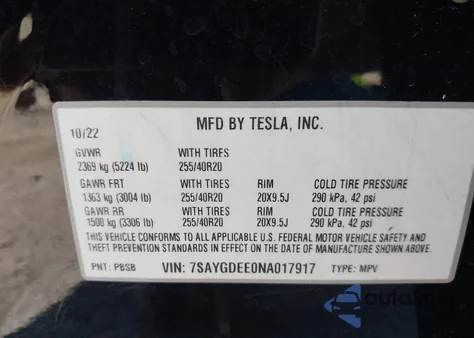 10/22 MFD BY TESLA, INC.
GVWR WITH TIRES
2369 kg (5224 lb) 255/40R20
GAWR FRT WITH TIRES RIM COLD TIRE PRESSURE
1363 kg (3004 lb) 255/40R20 20X9.5J 290 kPa, 42 psi
GAWR RR WITH TIRES RIM COLD TIRE PRESSURE
1500 kg (3306 lb) 255/40R20 20X9.5J 290 kPa, 42 psi
THIS VEHICLE CONFORMS TO ALL APPLICABLE U.S. FEDERAL MOTOR VEHICLE SAFETY AND
THEFT PREVENTION STANDARDS IN EFFECT ON THE DATE OF MANUFACTURE SHOWN ABOVE.
PNT: PBSB VIN: 7SAYGDEE0NA017917 TYPE: MPV